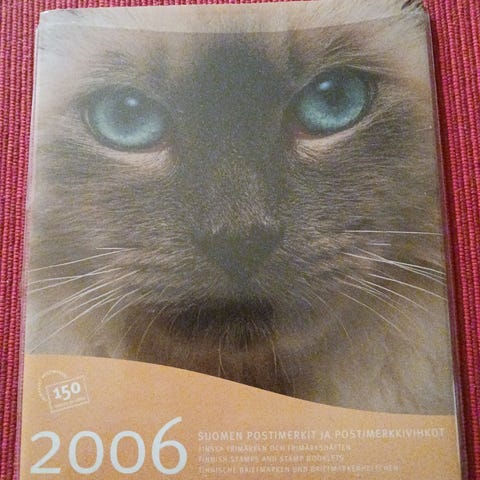 150
2006
SUOMEN POSTIMERKIT JA POSTIMERKKIVIHKOT
FINSKA FRIMÄRKEN OCH FRIMÄRKSHÄFTEN
FINNISH STAMPS AND STAMP BOOKLETS
FINNISCHE BRIEFMARKEN UND BRIEFMARKENHEFTCHEN